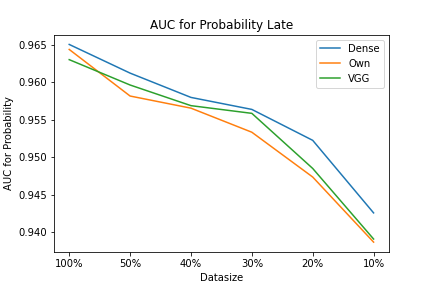 AUC for Probability Late
Dense
Own
VGG
AUC for Probability
0.965
0.960
0.955
0.950
0.945
0.940
100% 50% 40% 30% 20% 10%
Datasize